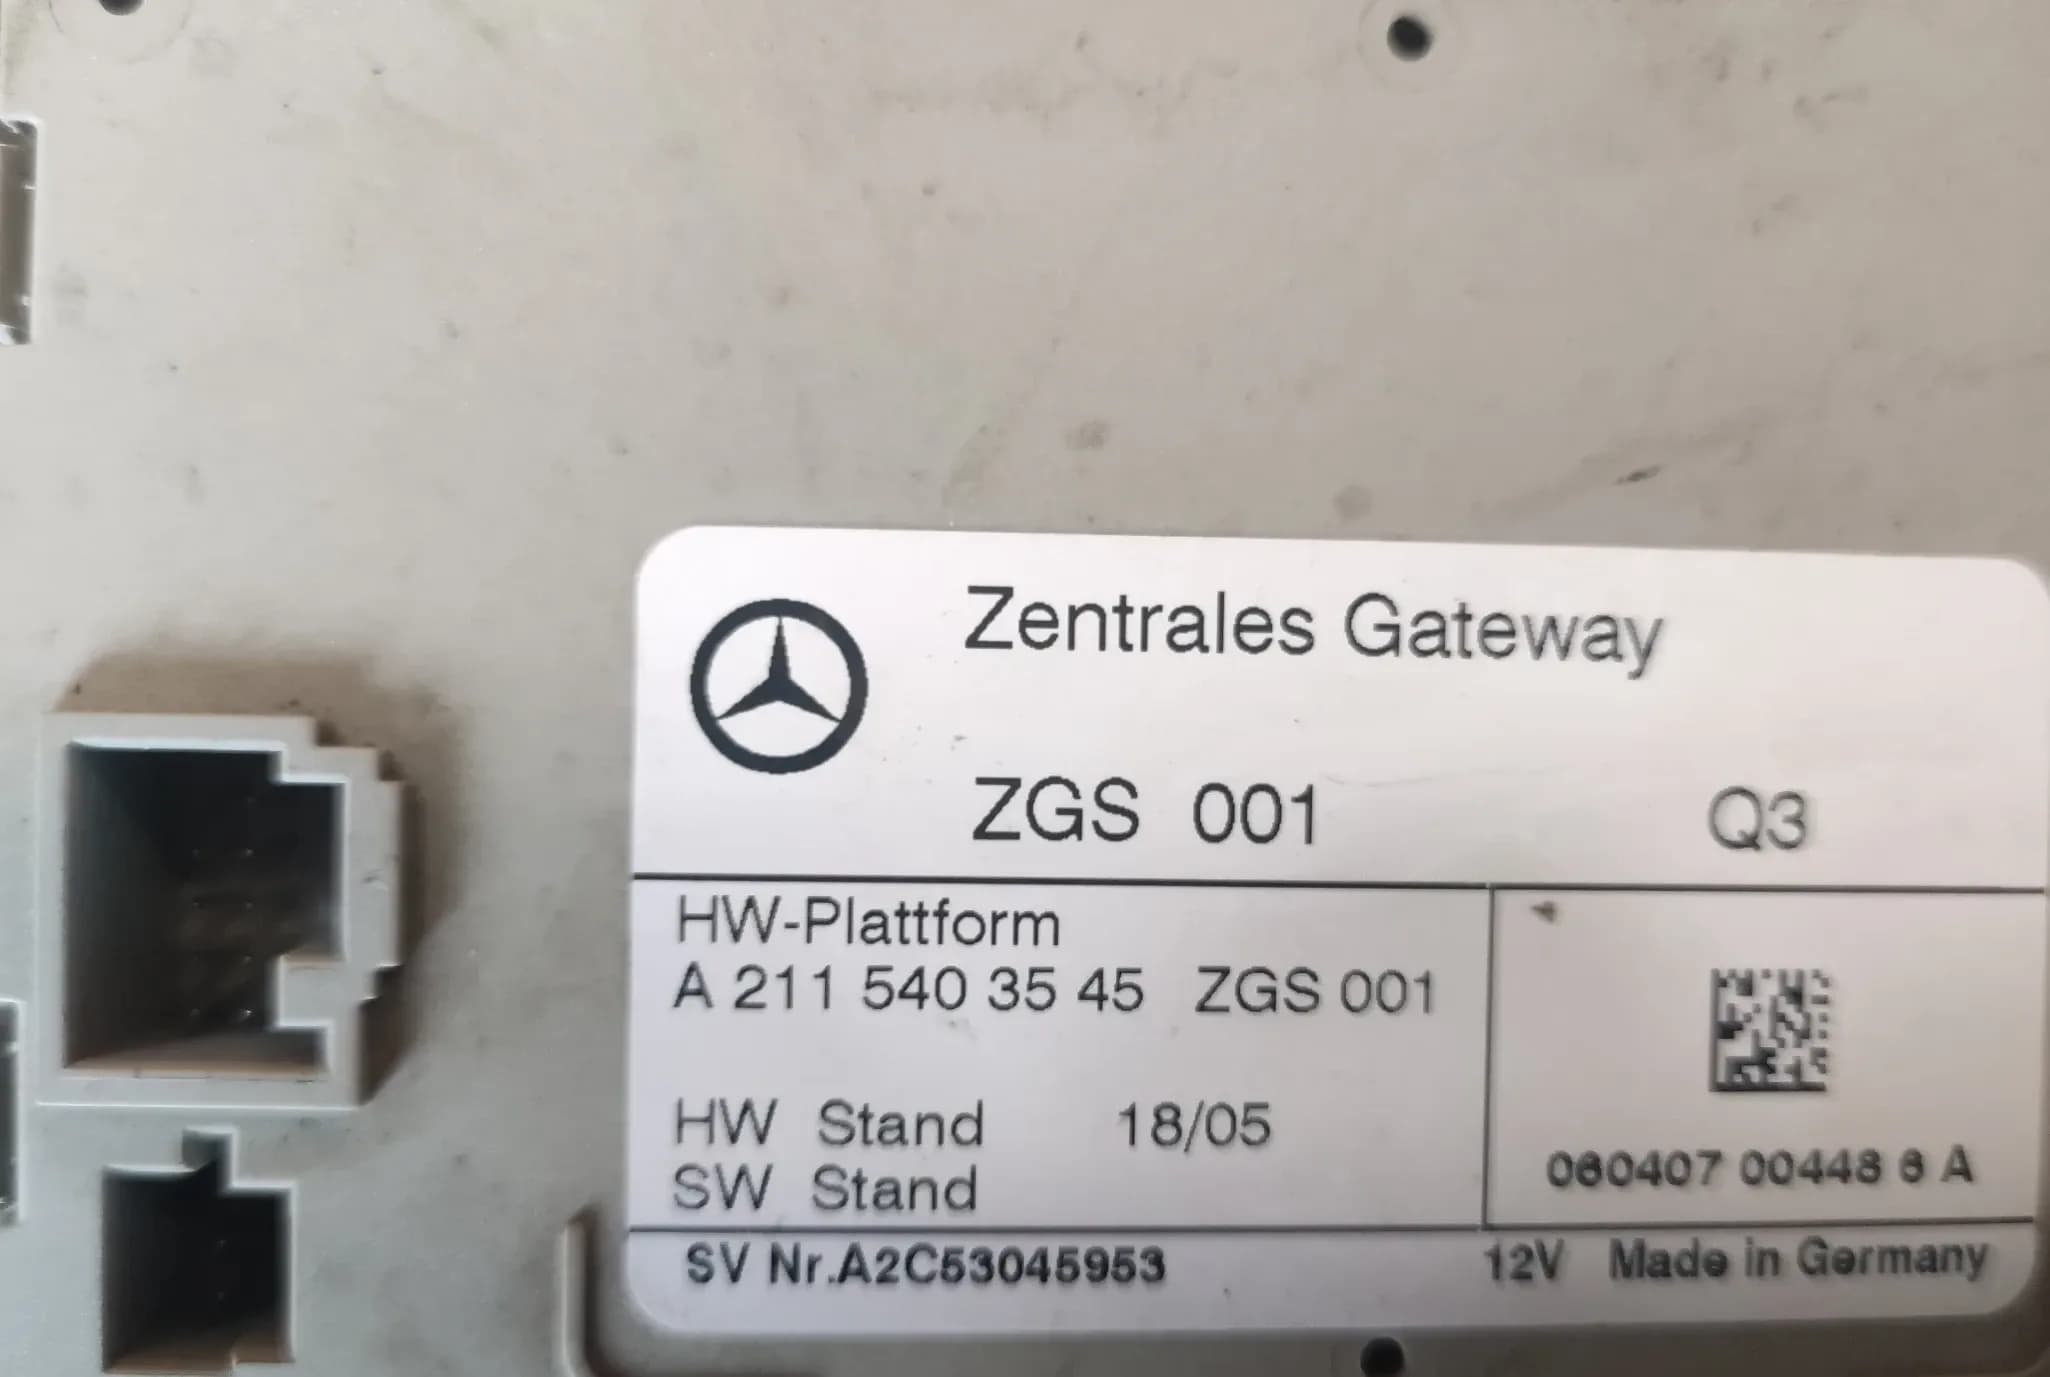 Zentrales Gateway
ZGS 001 Q3
HW-Plattform
A 211 540 35 45 ZGS 001
HW Stand 18/05
SW Stand
060407 00448 6 A
SV Nr.A2C53045953
12V Made in Germany